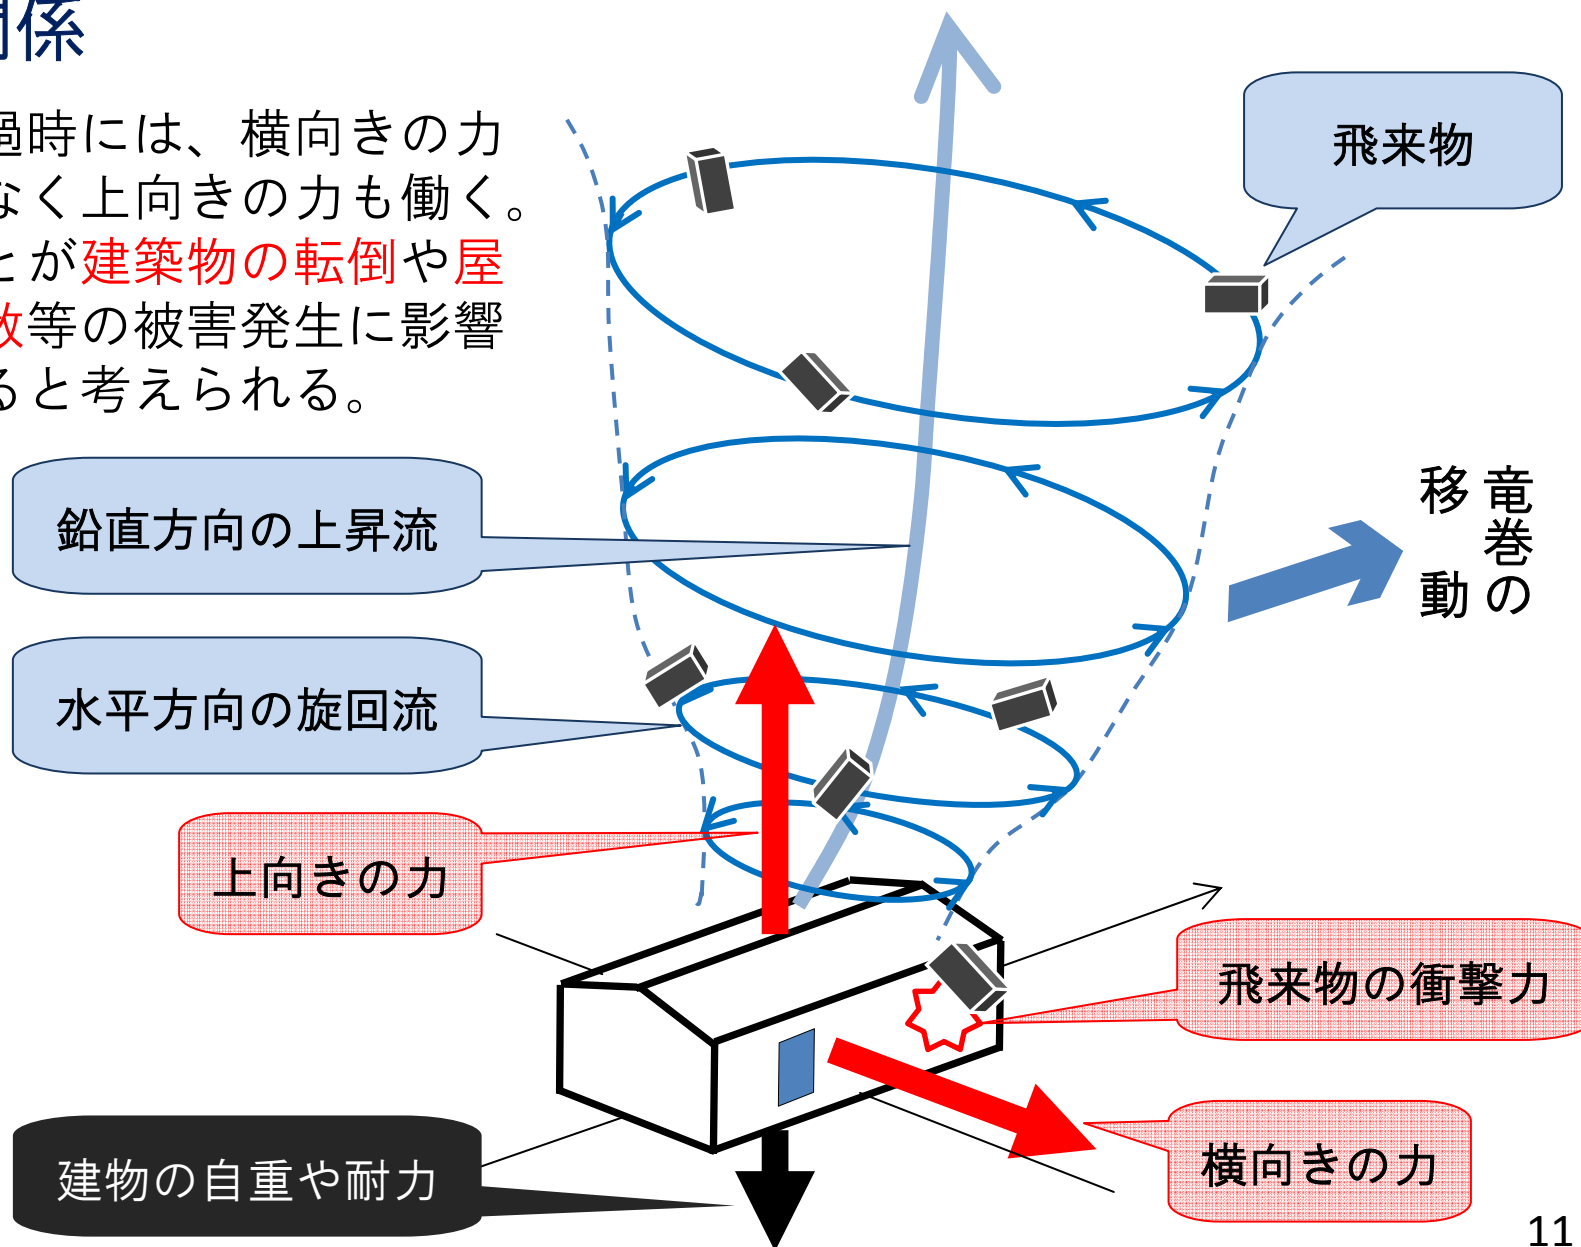 係
過時には、横向きの力
なく上向きの力も働く。
とが建築物の転倒や屋
散等の被害発生に影響
ると考えられる。
飛来物
鉛直方向の上昇流
竜巻の
移動
水平方向の旋回流
上向きの力
飛来物の衝撃力
建物の自重や耐力
横向きの力
11